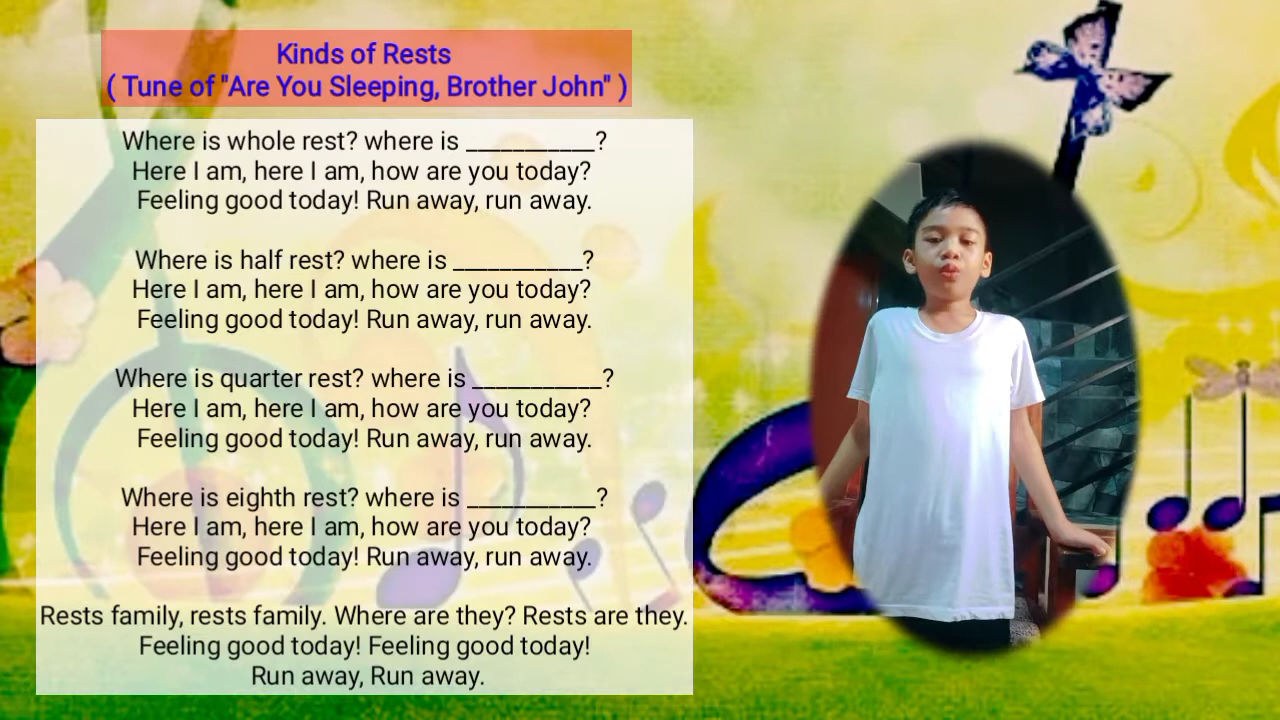 Kinds of Rests
( Tune of "Are You Sleeping, Brother John" )
Where is whole rest? where is ___________?
Here I am, here I am, how are you today?
Feeling good today! Run away, run away.
Where is half rest? where is ___________?
Here I am, here I am, how are you today?
Feeling good today! Run away, run away.
Where is quarter rest? where is ___________?
Here I am, here I am, how are you today?
Feeling good today! Run away, run away.
Where is eighth rest? where is ___________?
Here I am, here I am, how are you today?
Feeling good today! Run away, run away.
Rests family, rests family. Where are they? Rests are they.
Feeling good today! Feeling good today!
Run away, Run away.